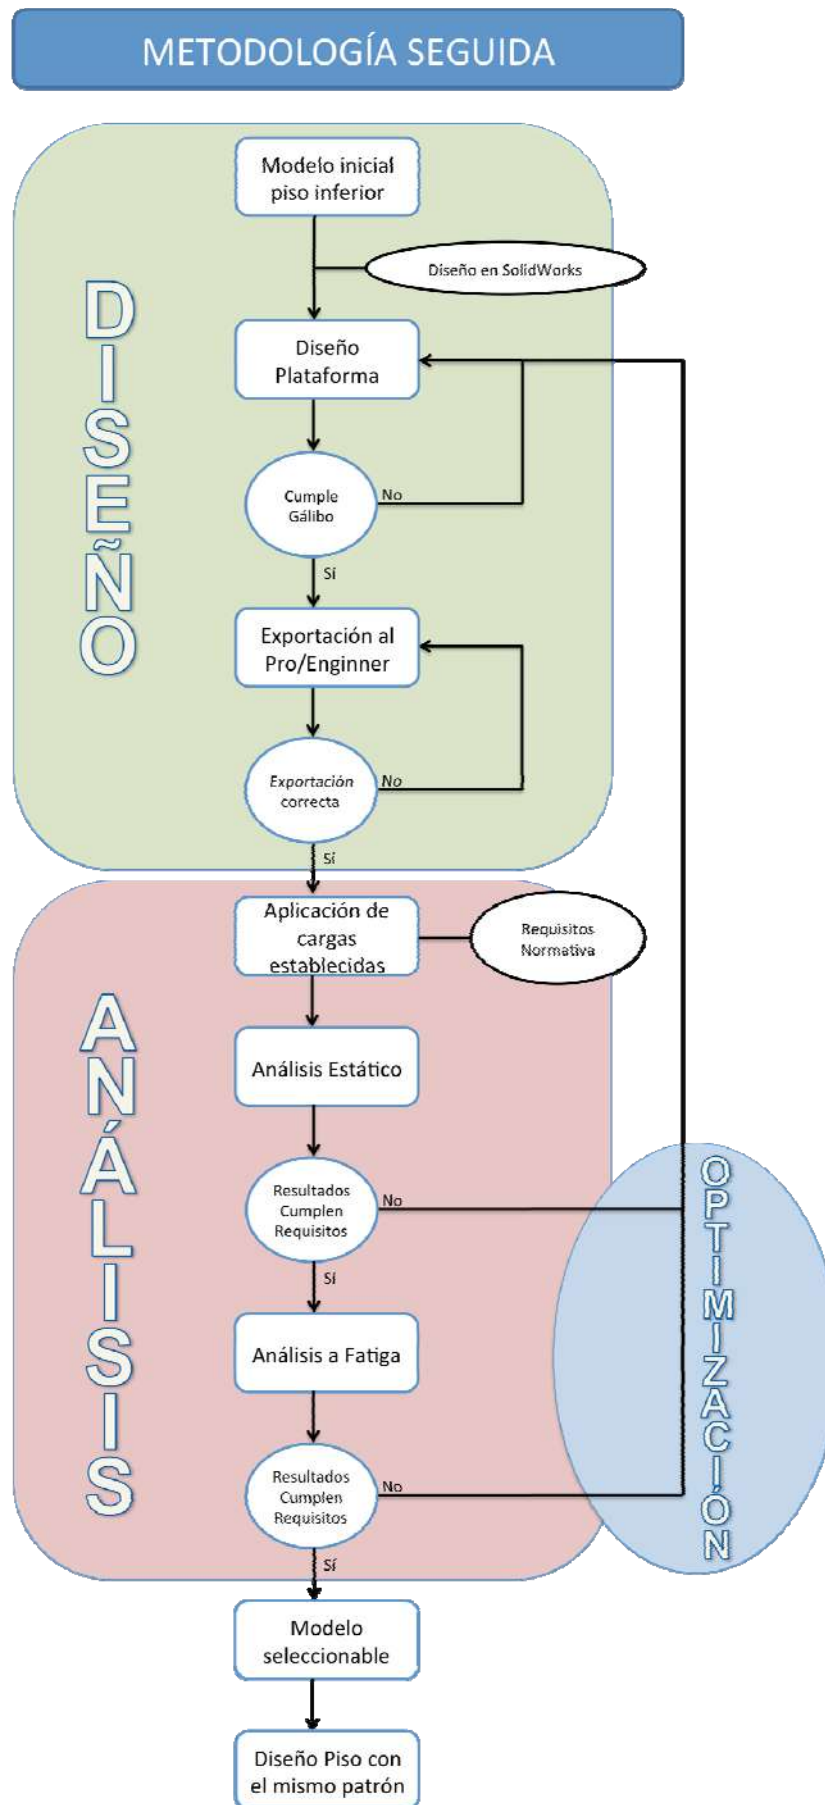 METODOLOGÍA SEGUIDA
DISEÑO
Modelo inicial
piso inferior
Diseño en SolidWorks
Diseño
Plataforma
Cumple
Gálibo
No
Sí
Exportación al
Pro/Enginner
Exportación
correcta
No
Sí
ANÁLISIS
Aplicación de
cargas
establecidas
Requisitos
Normativa
Análisis Estático
Resultados
Cumplen
Requisitos
No
Sí
OPTIMIZACIÓN
Análisis a Fatiga
Resultados
Cumplen
Requisitos
No
Sí
Modelo
seleccionable
Diseño Piso con
el mismo patrón